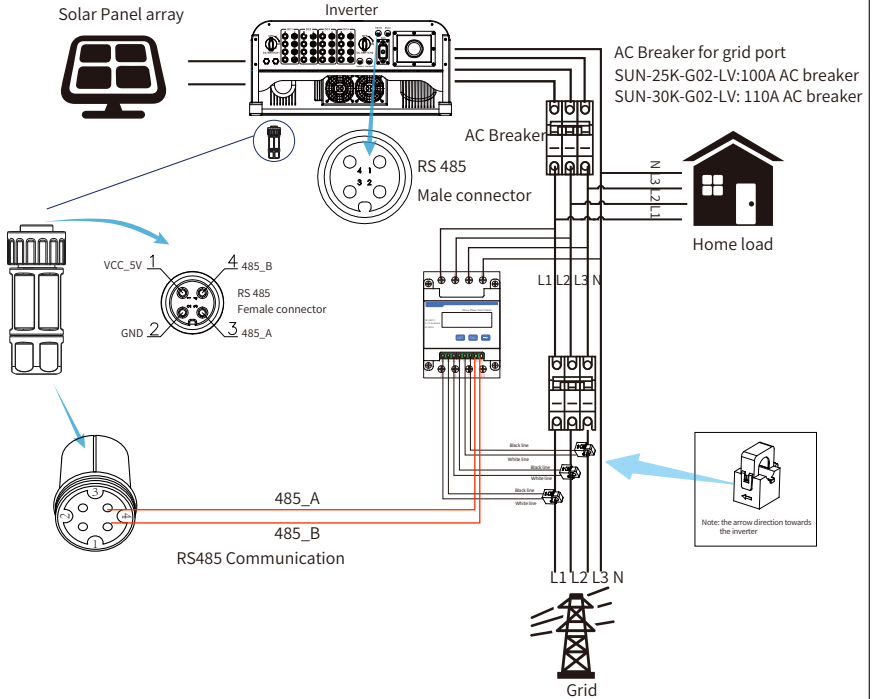 Solar Panel array
Inverter
AC Breaker for grid port
SUN-25K-G02-LV:100A AC breaker
SUN-30K-G02-LV: 110A AC breaker
AC Breaker
4 1
3 2
RS 485
Male connector
N
L3
L2
L1
Home load
VCC_5V 1
4 485_B
RS 485
Female connector
GND 2
3 485_A
L1 L2 L3 N
Black line
White line
Black line
White line
Black line
White line
Note: the arrow direction towards
the inverter
3
2
4
1
485_A
485_B
RS485 Communication
L1 L2 L3 N
Grid